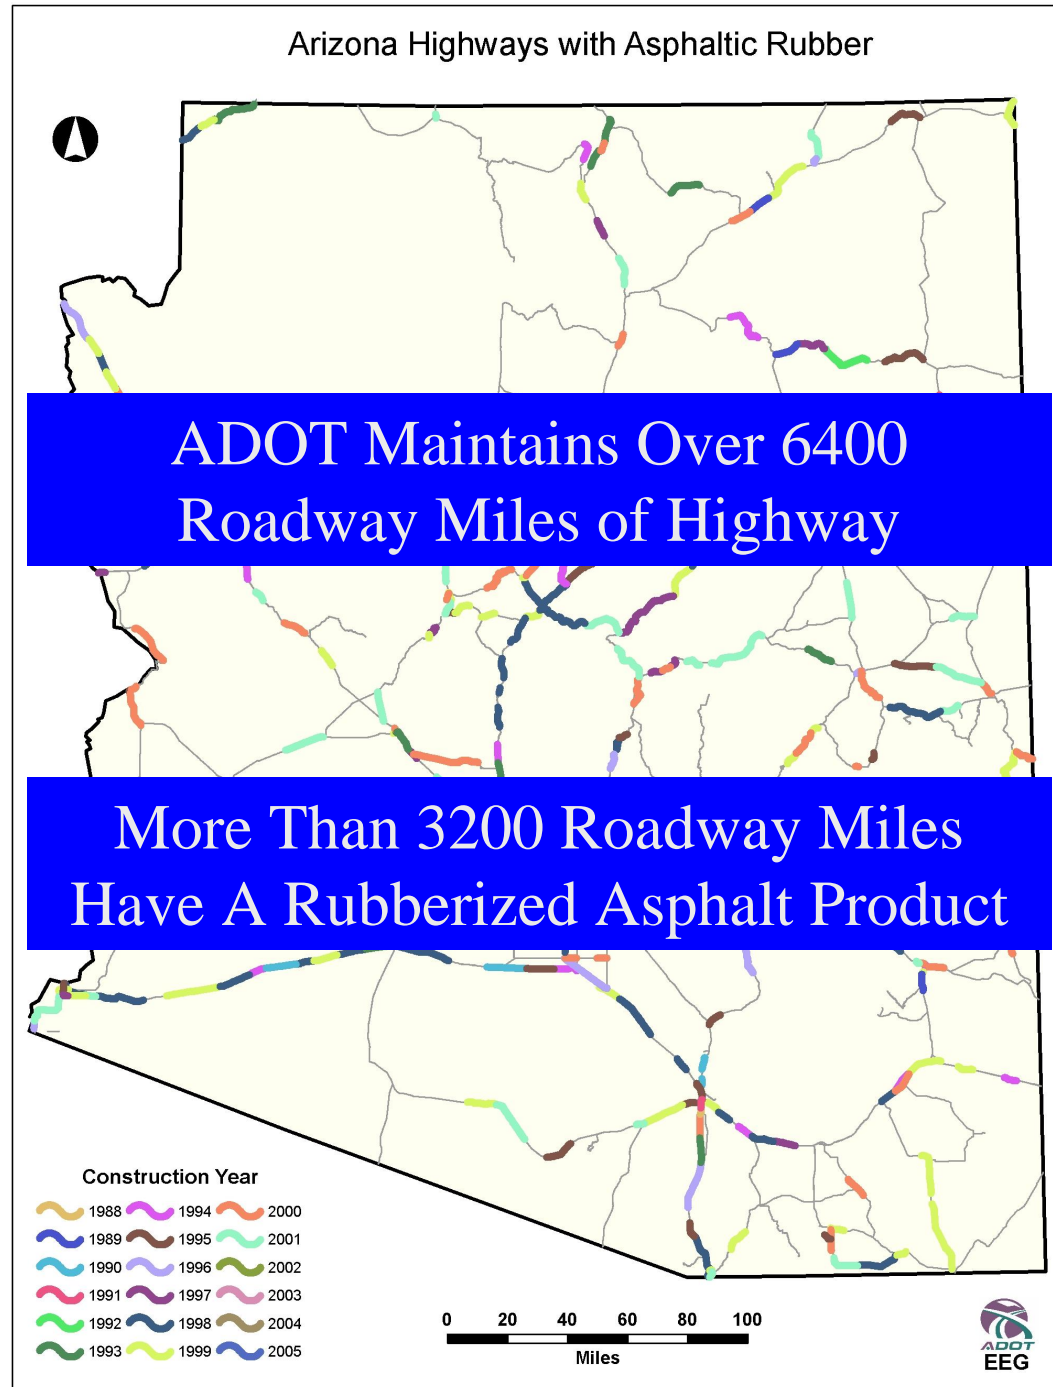 Arizona Highways with Asphaltic Rubber
ADOT Maintains Over 6400
Roadway Miles of Highway
More Than 3200 Roadway Miles
Have A Rubberized Asphalt Product
Construction Year
1988 1994 2000
1989 1995 2001
1990 1996 2002
1991 1997 2003
1992 1998 2004
1993 1999 2005
0 20 40 60 80 100
Miles
ADOT
EEG